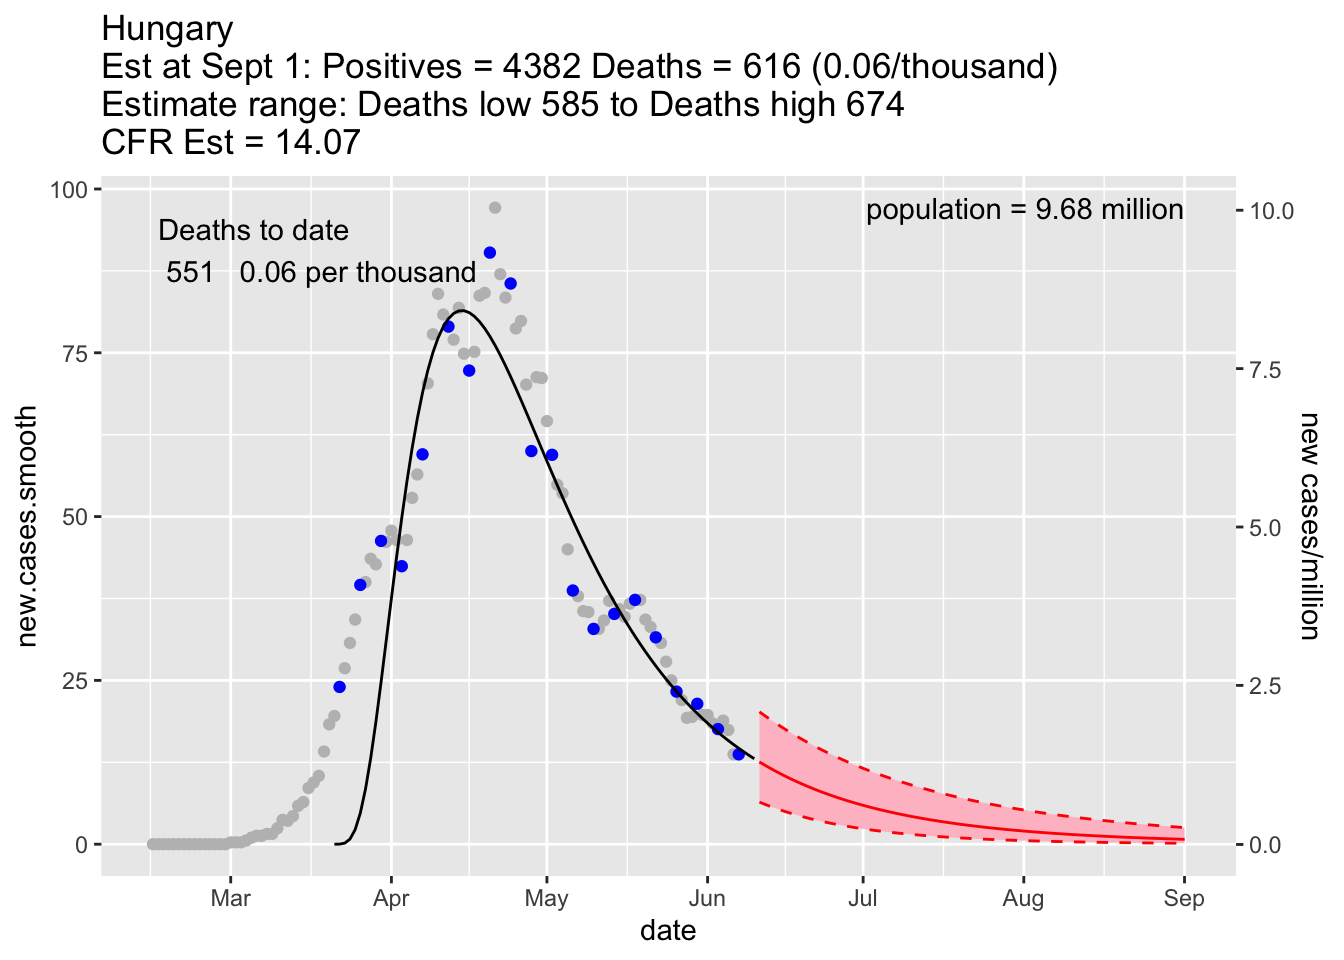 Hungary
Est at Sept 1: Positives = 4382 Deaths = 616 (0.06/thousand)
Estimate range: Deaths low 585 to Deaths high 674
CFR Est = 14.07
Deaths to date
551 0.06 per thousand
population = 9.68 million
new.cases.smooth
100
75
50
25
0
new cases/million
10.0
7.5
5.0
2.5
0.0
Mar Apr May Jun Jul Aug Sep
date